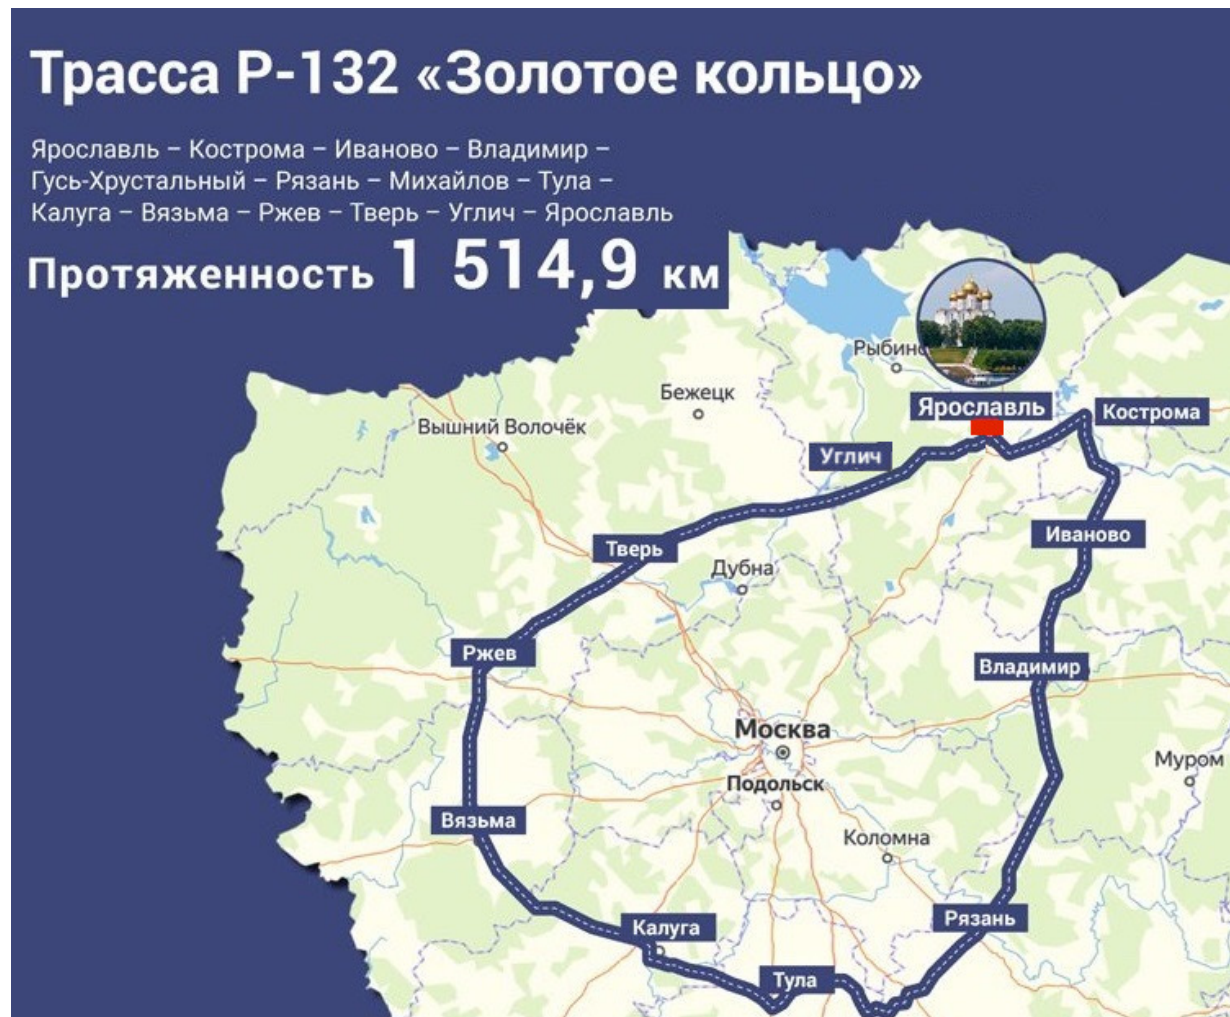 Трасса Р-132 «Золотое кольцо»
Ярославль – Кострома – Иваново – Владимир –
Гусь-Хрустальный – Рязань – Михайлов – Тула –
Калуга – Вязьма – Ржев – Тверь – Углич – Ярославль
Протяженность 1 514,9 км
Бежецк
Ярославль
Кострома
Вышний Волочёк
Углич
Иваново
Тверь
Дубна
Ржев
Владимир
Москва
Муром
Подольск
Вязьма
Коломна
Рязань
Калуга
Тула